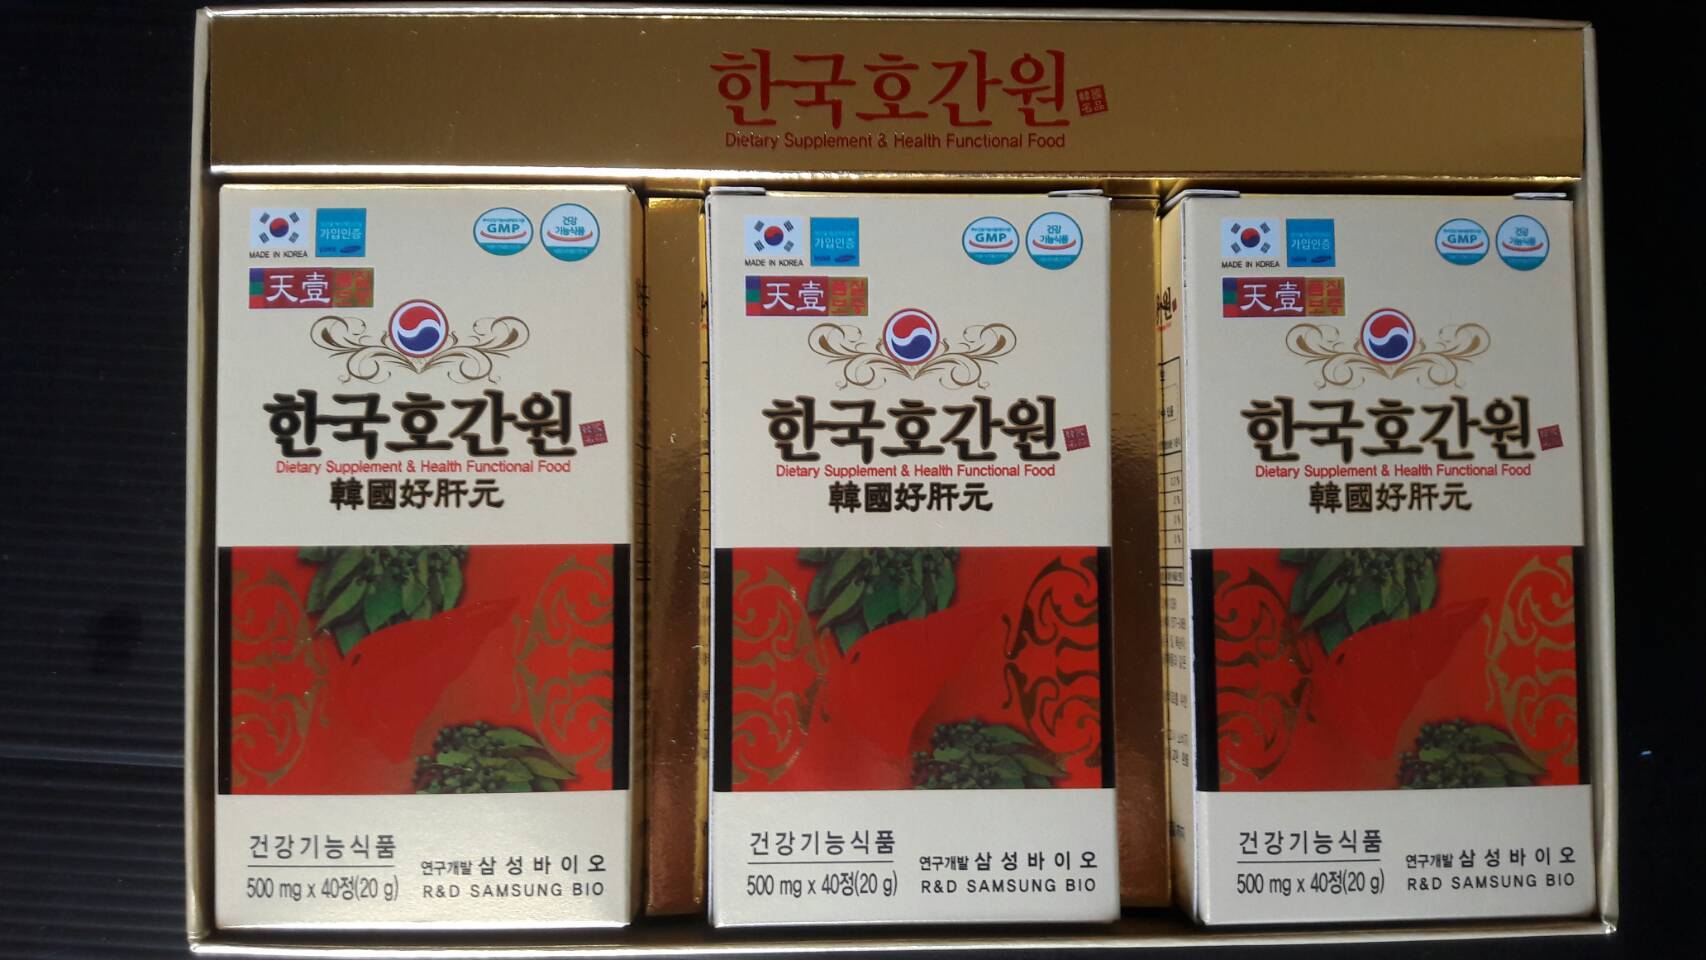 한국호간원 韓國名品
Dietary Supplement & Health Functional Food
MADE IN KOREA
가입인증
GMP
건강
기능식품
天壹
한국호간원
Dietary Supplement & Health Functional Food
韓國好肝元
건강기능식품
500 mg x 40정(20 g)
연구개발 삼성바이오
R&D SAMSUNG BIO
MADE IN KOREA
가입인증
GMP
건강
기능식품
天壹
한국호간원
Dietary Supplement & Health Functional Food
韓國好肝元
건강기능식품
500 mg x 40정(20 g)
연구개발 삼성바이오
R&D SAMSUNG BIO
MADE IN KOREA
가입인증
GMP
건강
기능식품
天壹
한국호간원
Dietary Supplement & Health Functional Food
韓國好肝元
건강기능식품
500 mg x 40정(20 g)
연구개발 삼성바이오
R&D SAMSUNG BIO